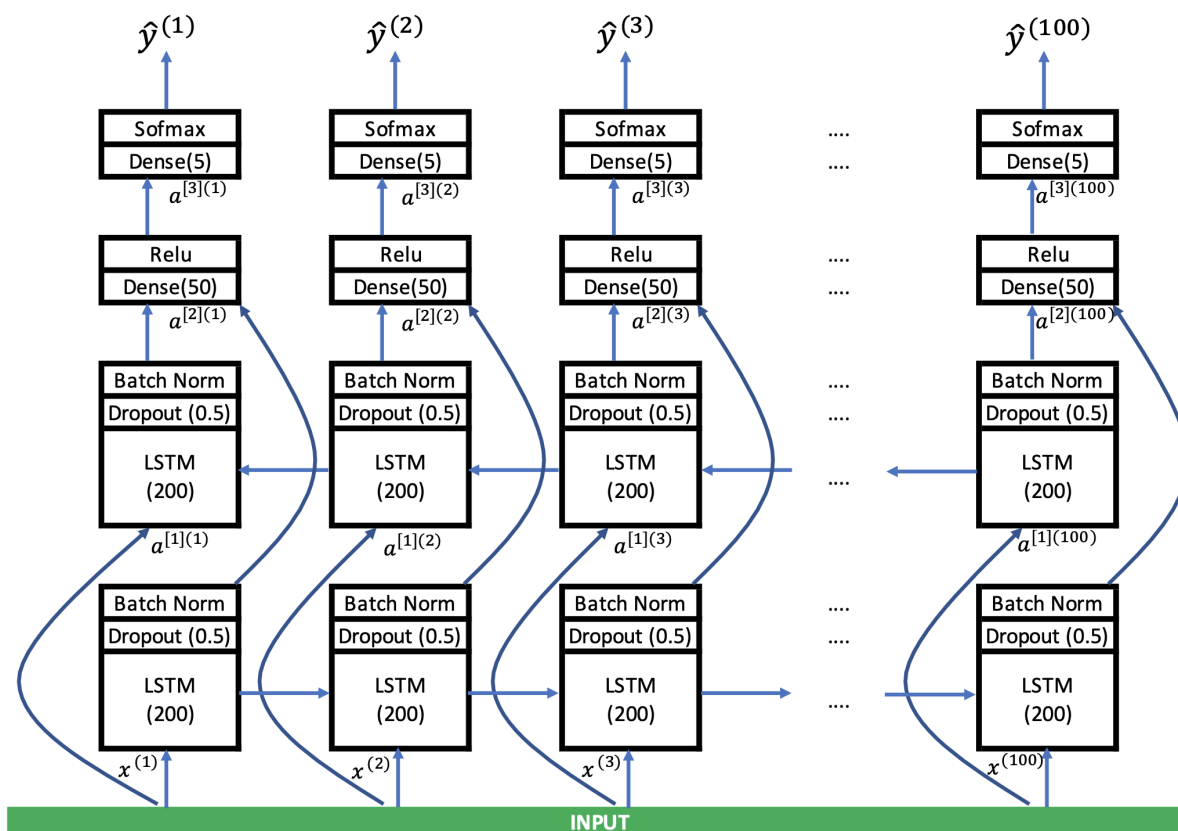 ŷ⁽¹⁾ ŷ⁽²⁾ ŷ⁽³⁾ ŷ⁽¹⁰⁰⁾
Sofmax Sofmax Sofmax .... Sofmax
Dense(5) Dense(5) Dense(5) .... Dense(5)
a[3](1) a[3](2) a[3](3) a[3](100)
Relu Relu Relu .... Relu
Dense(50) Dense(50) Dense(50) .... Dense(50)
a[2](1) a[2](2) a[2](3) a[2](100)
Batch Norm Batch Norm Batch Norm .... Batch Norm
Dropout (0.5) Dropout (0.5) Dropout (0.5) .... Dropout (0.5)
LSTM LSTM LSTM .... LSTM
(200) (200) (200) (200)
a[1](1) a[1](2) a[1](3) a[1](100)
Batch Norm Batch Norm Batch Norm .... Batch Norm
Dropout (0.5) Dropout (0.5) Dropout (0.5) .... Dropout (0.5)
LSTM LSTM LSTM .... LSTM
(200) (200) (200) (200)
x(1) x(2) x(3) x(100)
INPUT